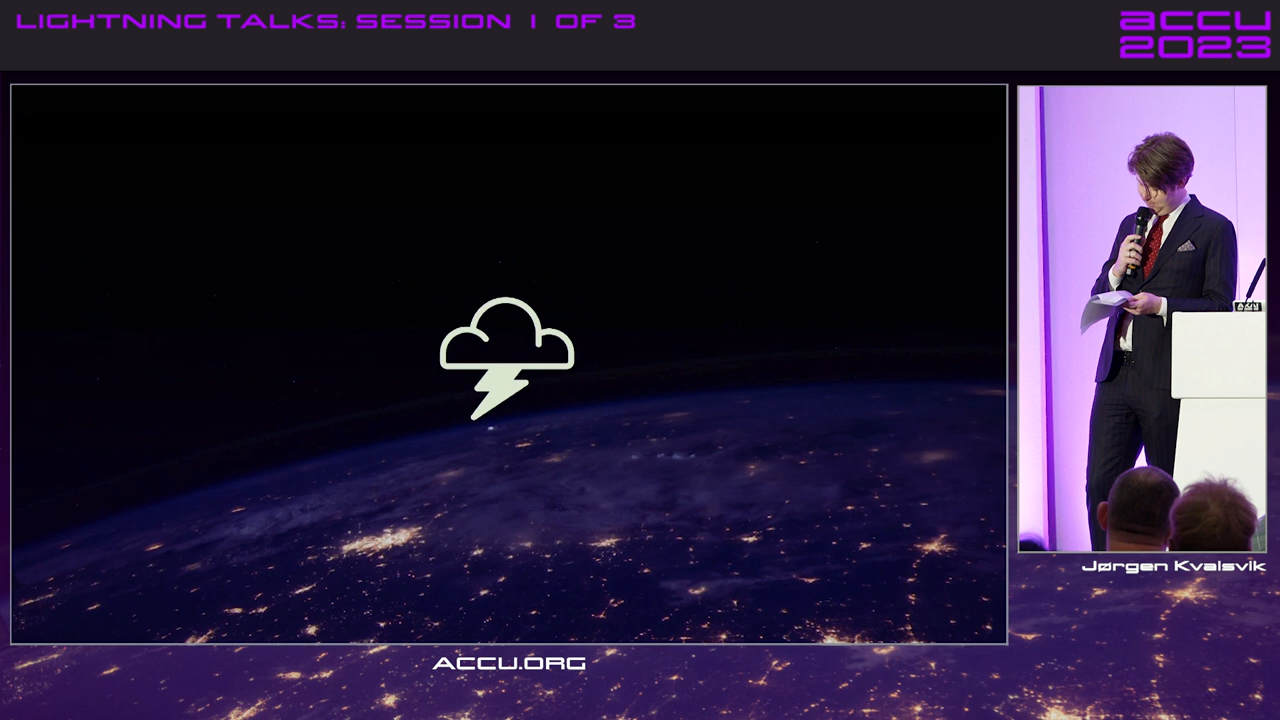 LIGHTNING TALKS: SESSION 1 OF 3
accu
2023
Jørgen Kvalsvik
ACCU.ORG